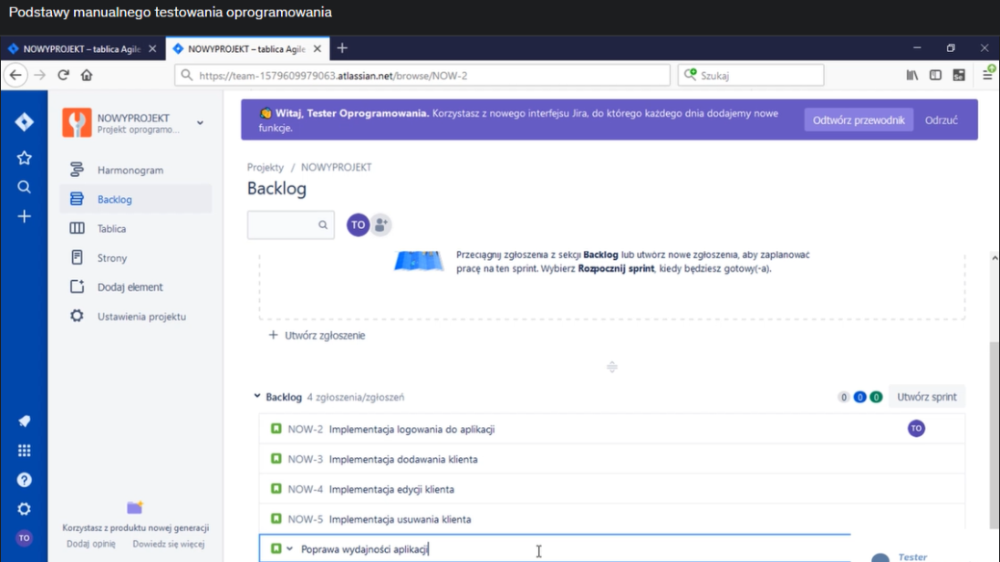 Podstawy manualnego testowania oprogramowania
NOWYPROJEKT – tablica Agile
NOWYPROJEKT – tablica Agile
https://team-1579609979063.atlassian.net/browse/NOW-2
Szukaj
NOWYPROJEKT
Projekt oprogramo...
Harmonogram
Backlog
Tablica
Strony
Dodaj element
Ustawienia projektu
Korzystasz z produktu nowej generacji
Dodaj opinię Dowiedz się więcej
TO
Witaj, Tester Oprogramowania. Korzystasz z nowego interfejsu Jira, do którego każdego dnia dodajemy nowe
funkcje.
Odtwórz przewodnik Odrzuć
Projekty / NOWYPROJEKT
Backlog
TO
Przeciągnij zgłoszenia z sekcji Backlog lub utwórz nowe zgłoszenia, aby zaplanować
pracę na ten sprint. Wybierz Rozpocznij sprint, kiedy będziesz gotowy(-a).
+ Utwórz zgłoszenie
Backlog 4 zgłoszenia/zgłoszeń 0 0 0 Utwórz sprint
NOW-2 Implementacja logowania do aplikacji TO
NOW-3 Implementacja dodawania klienta
NOW-4 Implementacja edycji klienta
NOW-5 Implementacja usuwania klienta
Poprawa wydajności aplikacji
Tester